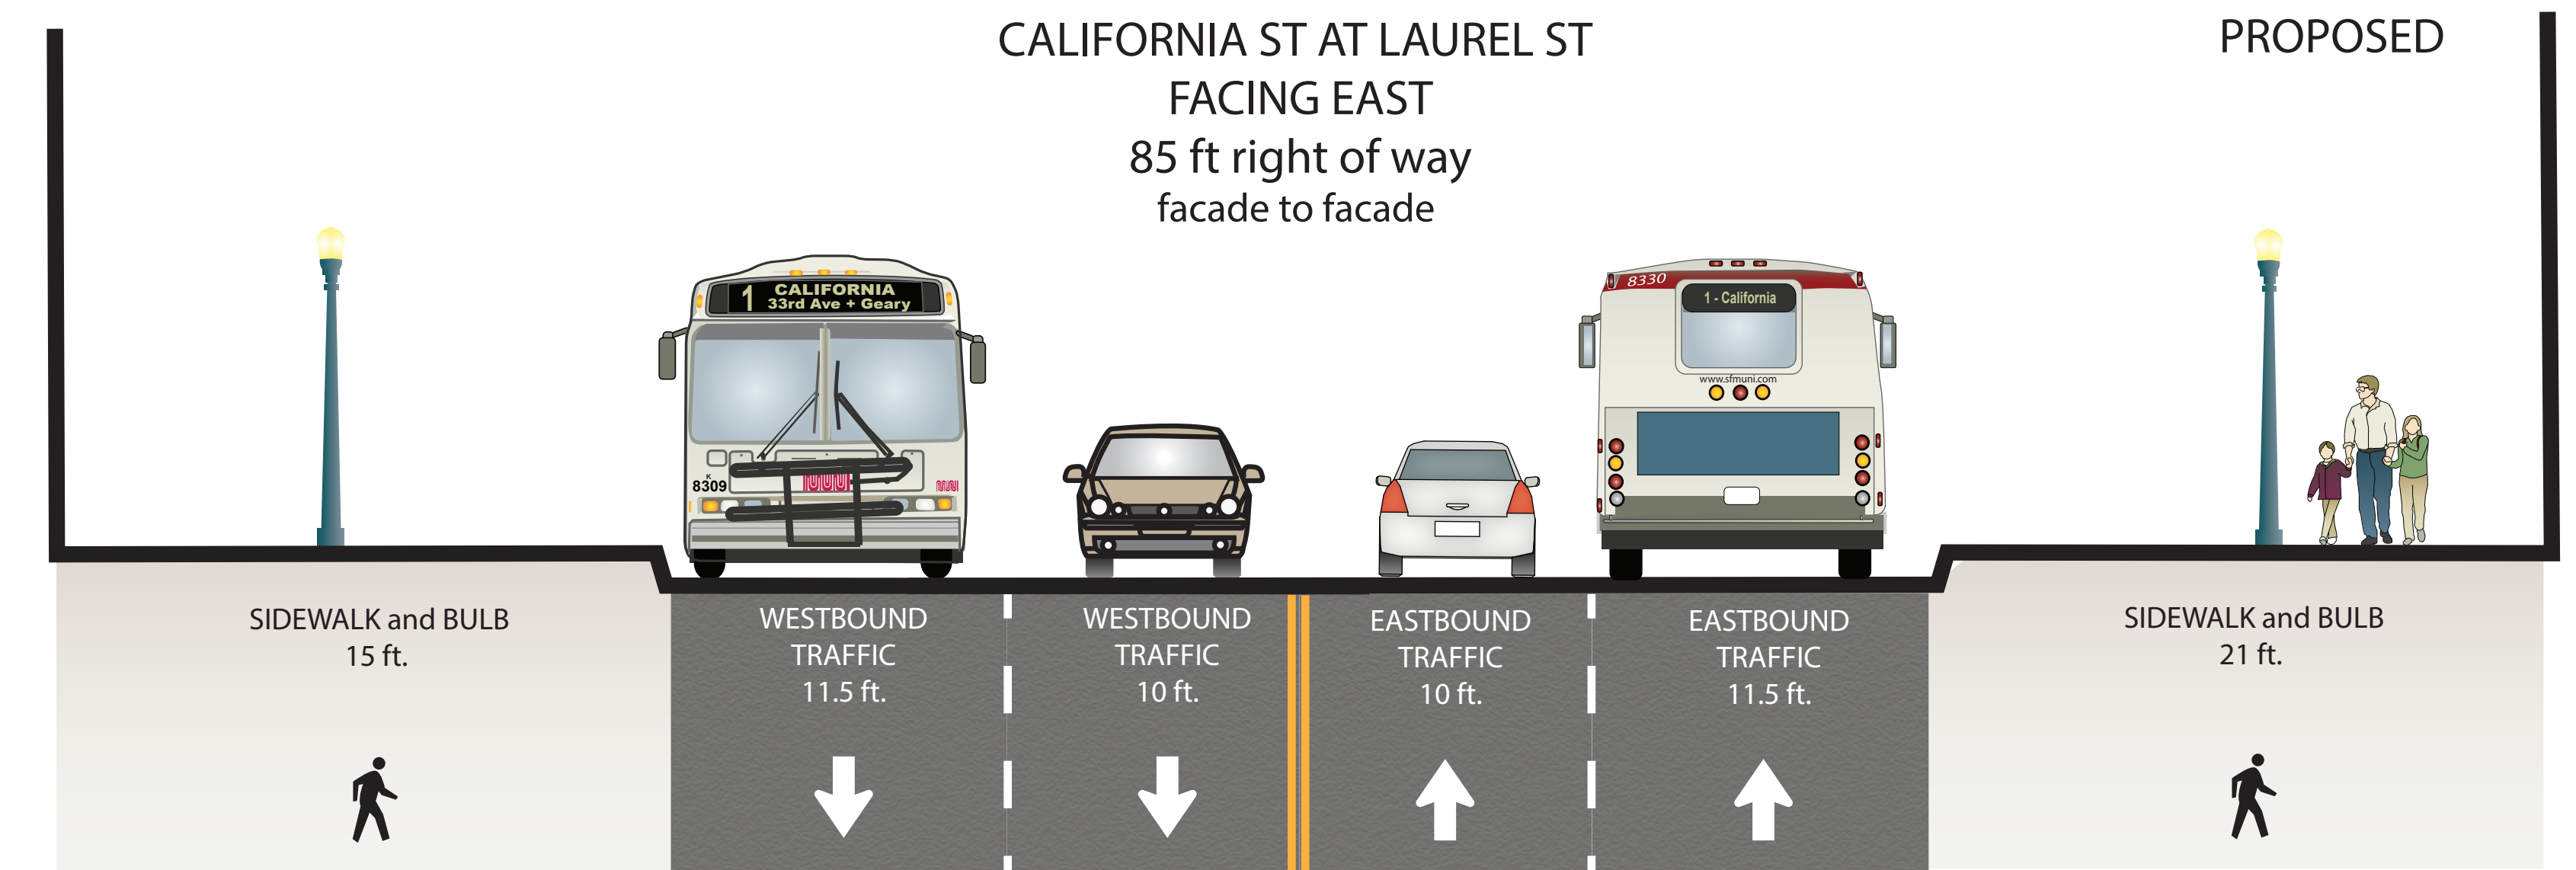 CALIFORNIA ST AT LAUREL ST
PROPOSED
FACING EAST
85 ft right of way
facade to facade
1 CALIFORNIA
33rd Ave + Geary
8330
1 - California
www.sfmuni.com
K
8309
SIDEWALK and BULB
15 ft.
WESTBOUND
TRAFFIC
11.5 ft.
WESTBOUND
TRAFFIC
10 ft.
EASTBOUND
TRAFFIC
10 ft.
EASTBOUND
TRAFFIC
11.5 ft.
SIDEWALK and BULB
21 ft.